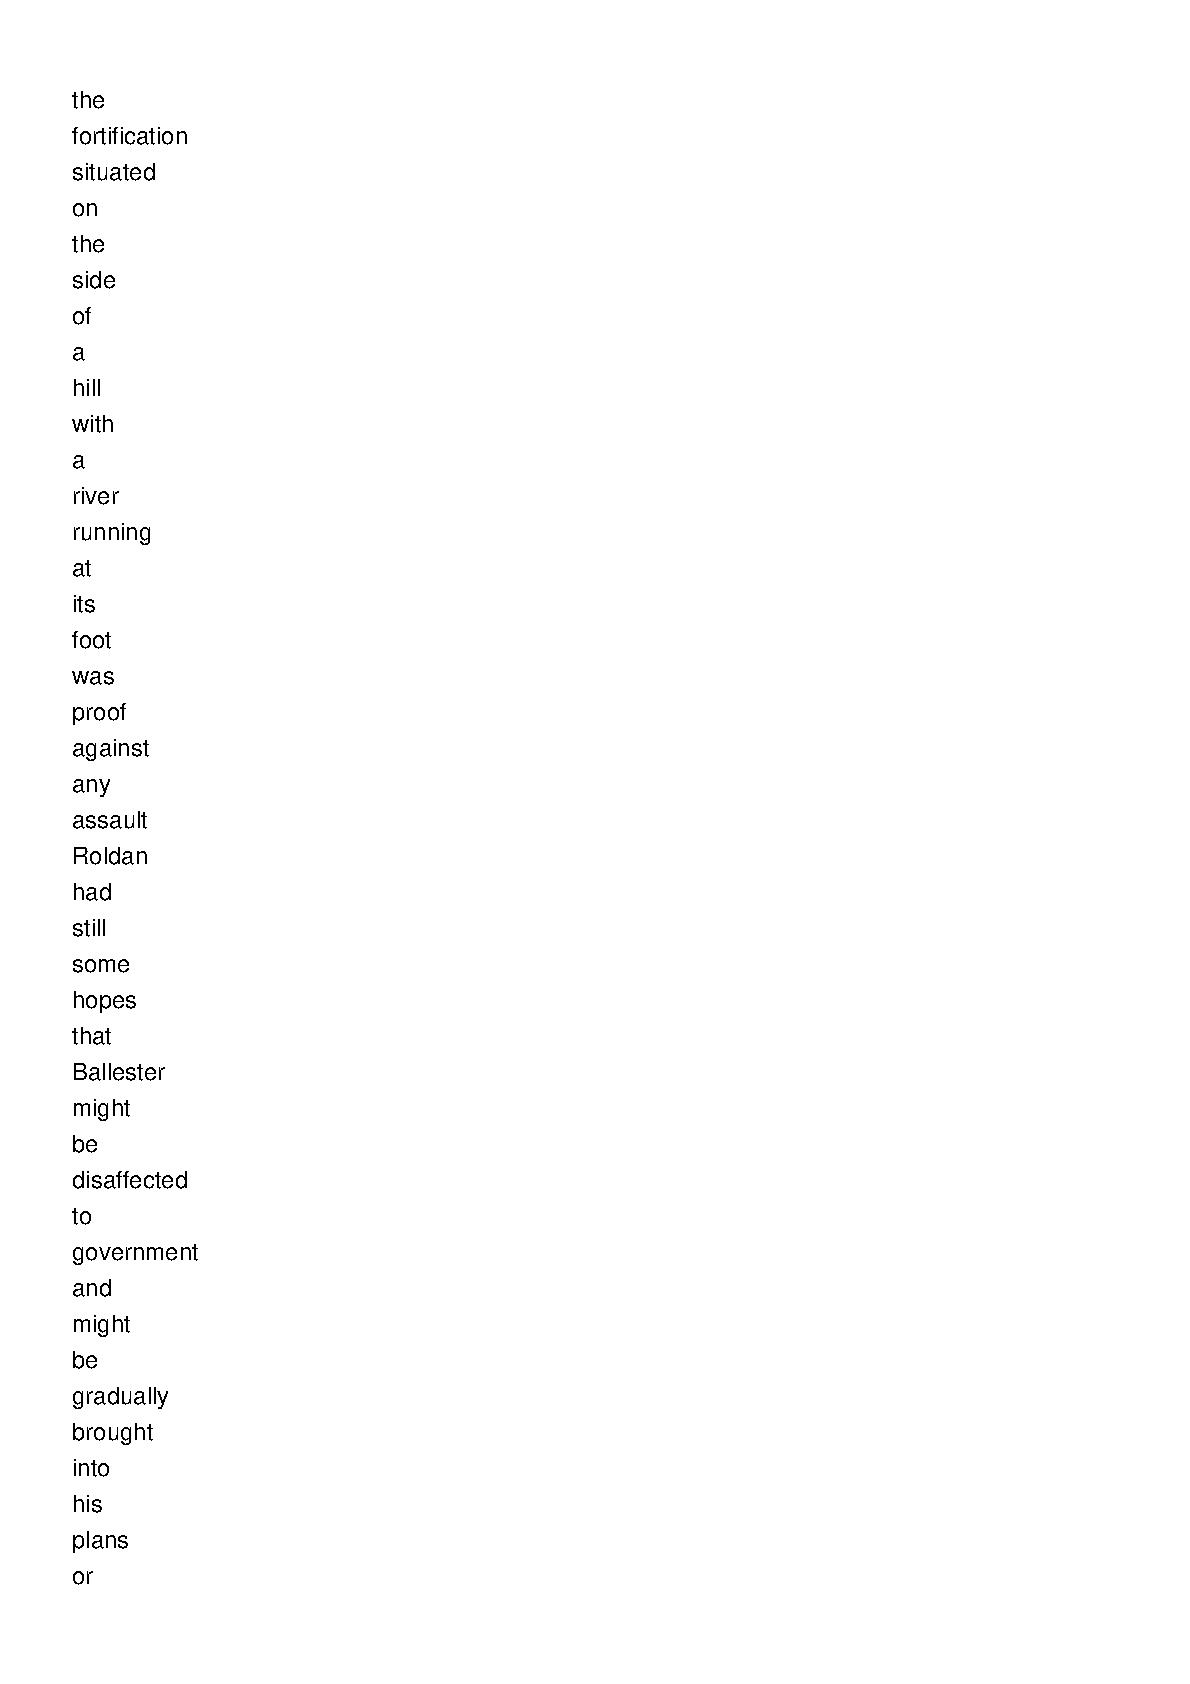 the
fortification
situated
on
the
side
of
a
hill
with
a
river
running
at
its
foot
was
proof
against
any
assault
Roldan
had
still
some
hopes
that
Ballester
might
be
disaffected
to
government
and
might
be
gradually
brought
into
his
plans
or